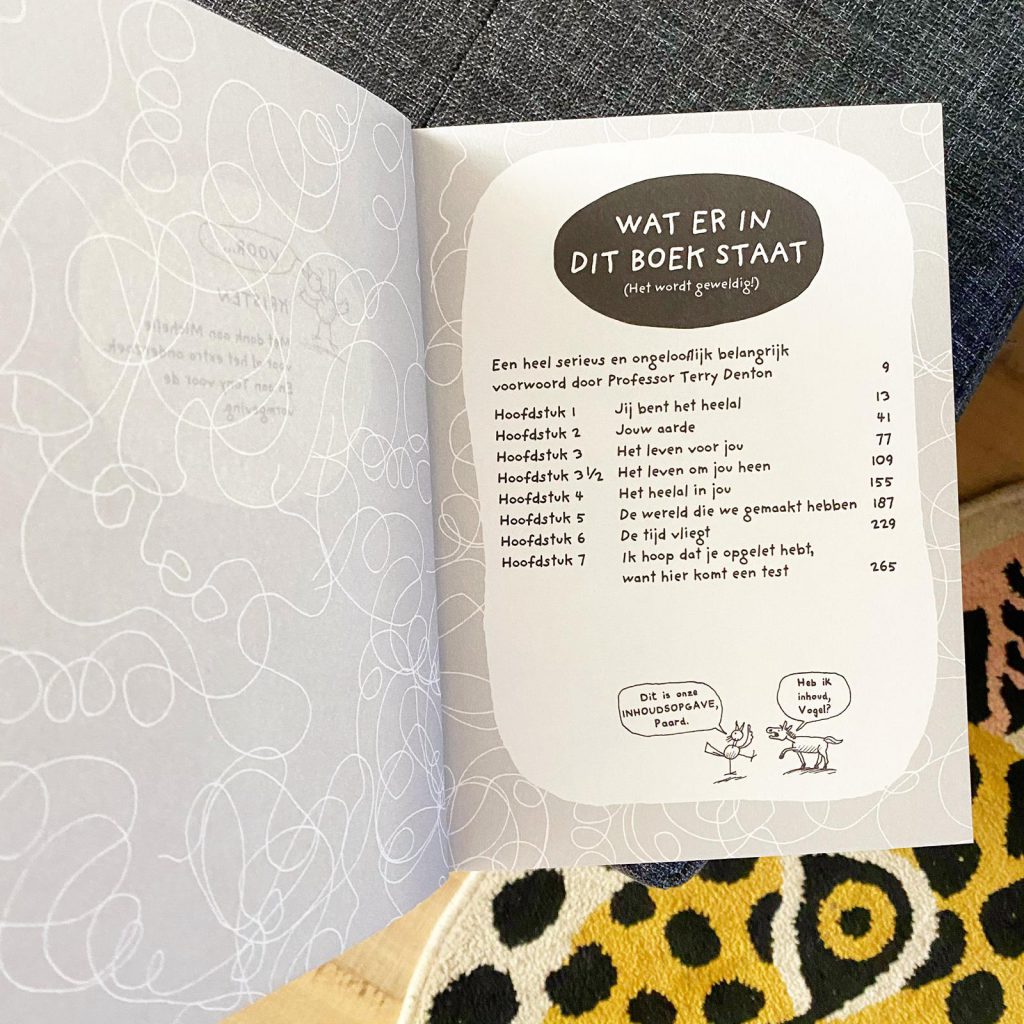 VOOR...
KRISTEN
Met dank aan Michelle
voor al het extra onderzoek.
En aan Tony voor de
vormgeving.
WAT ER IN
DIT BOEK STAAT
(Het wordt geweldig!)
Een heel serieus en ongelooflijk belangrijk
voorwoord door Professor Terry Denton 9
Hoofdstuk 1 Jij bent het heelal 13
Hoofdstuk 2 Jouw aarde 41
Hoofdstuk 3 Het leven voor jou 77
Hoofdstuk 3 1/2 Het leven om jou heen 109
Hoofdstuk 4 Het heelal in jou 155
Hoofdstuk 5 De wereld die we gemaakt hebben 187
Hoofdstuk 6 De tijd vliegt 229
Hoofdstuk 7 Ik hoop dat je opgelet hebt,
want hier komt een test 265
Dit is onze
INHOUDSOPGAVE,
Paard.
Heb ik
inhoud,
Vogel?